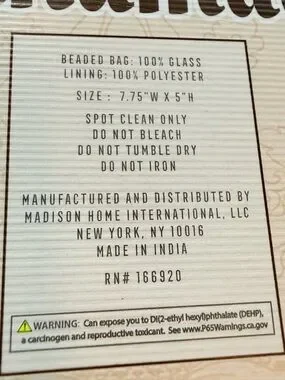 BEADED BAG: 100% GLASS
LINING: 100% POLYESTER
SIZE : 7.75"W X 5"H
SPOT CLEAN ONLY
DO NOT BLEACH
DO NOT TUMBLE DRY
DO NOT IRON
MANUFACTURED AND DISTRIBUTED BY
MADISON HOME INTERNATIONAL, LLC
NEW YORK, NY 10016
MADE IN INDIA
RN# 166920
WARNING: Can expose you to DI(2-ethyl hexyl)phthalate (DEHP),
a carcinogen and reproductive toxicant. See www.P65Warnings.ca.gov